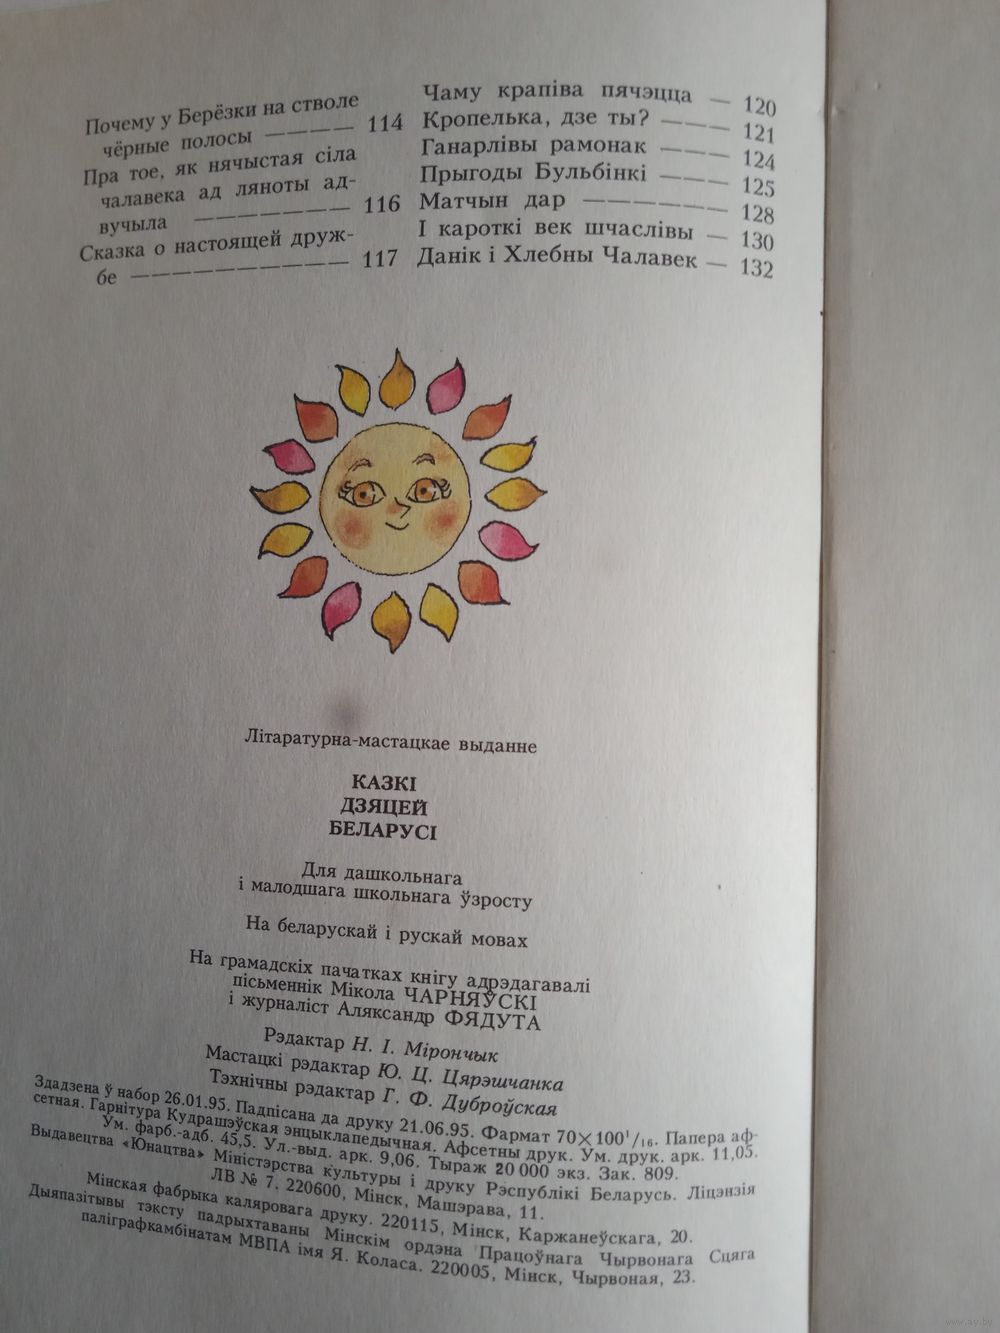 Почему у Берёзки на стволе
чёрные полосы ———— 114
Пра тое, як нячыстая сіла
чалавека ад ляноты ад-
вучыла ——————— 116
Сказка о настоящей друж-
бе —————————— 117
Чаму крапіва пячэцца — 120
Кропелька, дзе ты? ——— 121
Ганарлівы рамонак ——— 124
Прыгоды Бульбінкі ——— 125
Матчын дар —————— 128
І кароткі век шчаслівы — 130
Данік і Хлебны Чалавек — 132
Літаратурна-мастацкае выданне
КАЗКІ
ДЗЯЦЕЙ
БЕЛАРУСІ
Для дашкольнага
і малодшага школьнага ўзросту
На беларускай і рускай мовах
На грамадскіх пачатках кнігу адрэдагавалі
пісьменнік Мікола ЧАРНЯЎСКІ
і журналіст Аляксандр ФЯДУТА
Рэдактар Н. І. Мірончык
Мастацкі рэдактар Ю. Ц. Цярэшчанка
Тэхнічны рэдактар Г. Ф. Дуброўская
Здадзена ў набор 26.01.95. Падпісана да друку 21.06.95. Фармат 70×100¹/₁₆. Папера аф-
сетная. Гарнітура Кудрашэўская энцыклапедычная. Афсетны друк. Ум. друк. арк. 11,05.
Ум. фарб.-адб. 45,5. Ул.-выд. арк. 9,06. Тыраж 20 000 экз. Зак. 809.
Выдавецтва «Юнацтва» Міністэрства культуры і друку Рэспублікі Беларусь. Ліцэнзія
ЛВ № 7. 220600, Мінск, Машэрава, 11.
Мінская фабрыка каляровага друку. 220115, Мінск, Каржанеўскага, 20.
Дыяпазітывы тэксту падрыхтаваны Мінскім ордэна Працоўнага Чырвонага Сцяга
паліграфкамбінатам МВПА імя Я. Коласа. 220005, Мінск, Чырвоная, 23.
www.ay.by